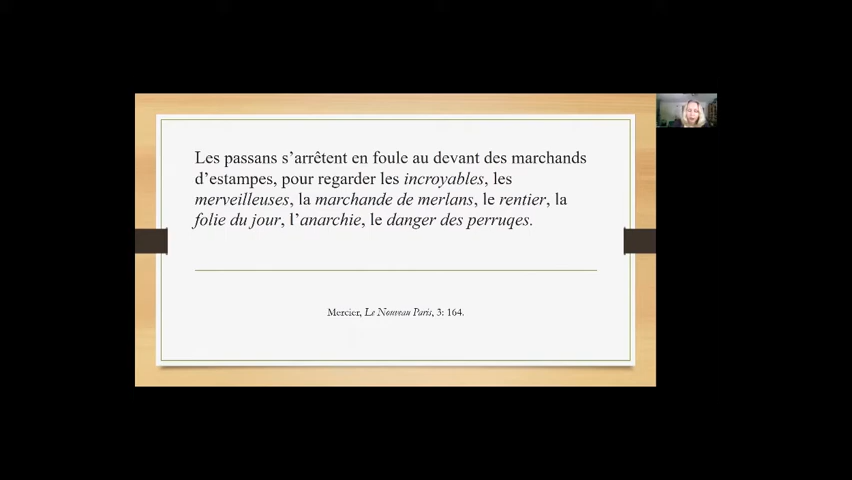 Les passans s’arrêtent en foule au devant des marchands
d’estampes, pour regarder les incroyables, les
merveilleuses, la marchande de merlans, le rentier, la
folie du jour, l’anarchie, le danger des perruqes.
Mercier, Le Nouveau Paris, 3: 164.